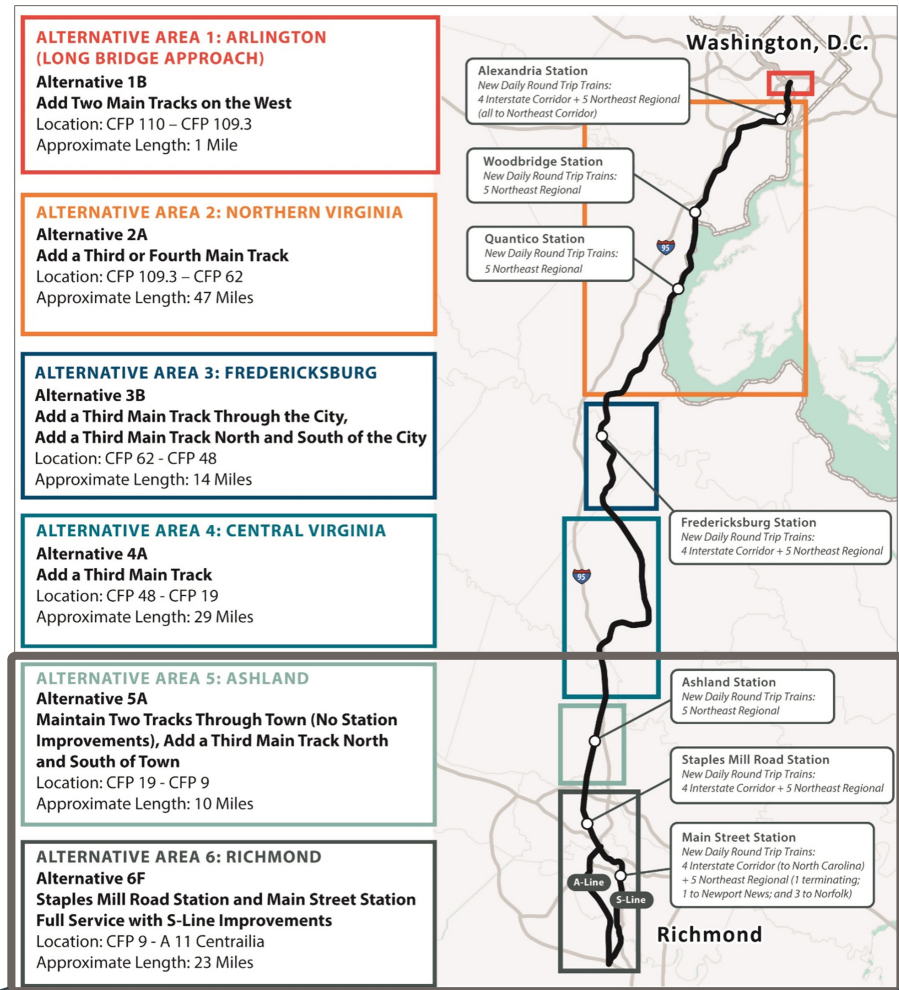 ALTERNATIVE AREA 1: ARLINGTON
(LONG BRIDGE APPROACH)
Alternative 1B
Add Two Main Tracks on the West
Location: CFP 110 – CFP 109.3
Approximate Length: 1 Mile
ALTERNATIVE AREA 2: NORTHERN VIRGINIA
Alternative 2A
Add a Third or Fourth Main Track
Location: CFP 109.3 – CFP 62
Approximate Length: 47 Miles
ALTERNATIVE AREA 3: FREDERICKSBURG
Alternative 3B
Add a Third Main Track Through the City,
Add a Third Main Track North and South of the City
Location: CFP 62 - CFP 48
Approximate Length: 14 Miles
ALTERNATIVE AREA 4: CENTRAL VIRGINIA
Alternative 4A
Add a Third Main Track
Location: CFP 48 - CFP 19
Approximate Length: 29 Miles
ALTERNATIVE AREA 5: ASHLAND
Alternative 5A
Maintain Two Tracks Through Town (No Station
Improvements), Add a Third Main Track North
and South of Town
Location: CFP 19 - CFP 9
Approximate Length: 10 Miles
ALTERNATIVE AREA 6: RICHMOND
Alternative 6F
Staples Mill Road Station and Main Street Station
Full Service with S-Line Improvements
Location: CFP 9 - A 11 Centrailia
Approximate Length: 23 Miles
Washington, D.C.
Alexandria Station
New Daily Round Trip Trains:
4 Interstate Corridor + 5 Northeast Regional
(all to Northeast Corridor)
Woodbridge Station
New Daily Round Trip Trains:
5 Northeast Regional
Quantico Station
New Daily Round Trip Trains:
5 Northeast Regional
95
Fredericksburg Station
New Daily Round Trip Trains:
4 Interstate Corridor + 5 Northeast Regional
95
Ashland Station
New Daily Round Trip Trains:
5 Northeast Regional
Staples Mill Road Station
New Daily Round Trip Trains:
4 Interstate Corridor + 5 Northeast Regional
Main Street Station
New Daily Round Trip Trains:
4 Interstate Corridor (to North Carolina)
+ 5 Northeast Regional (1 terminating;
1 to Newport News; and 3 to Norfolk)
A-Line
S-Line
Richmond